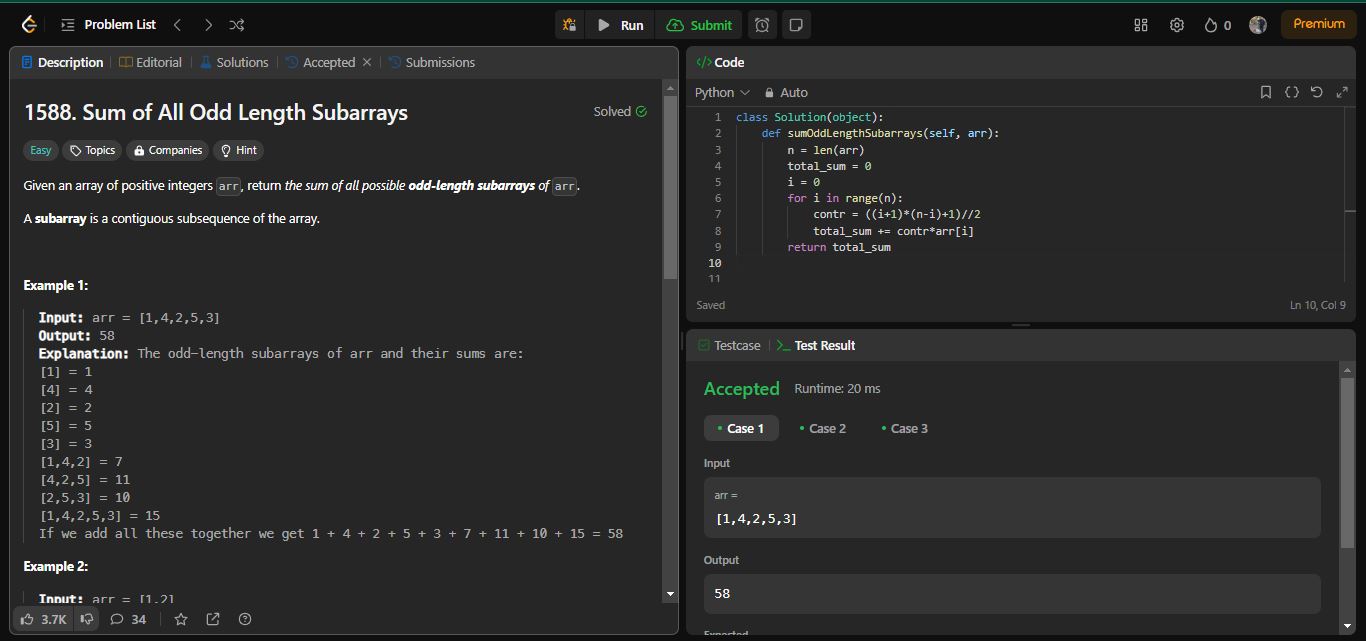 Problem List
Run
Submit
0
Premium
Description
Editorial
Solutions
Accepted
Submissions
1588. Sum of All Odd Length Subarrays
Solved
Easy
Topics
Companies
Hint
Given an array of positive integers arr, return the sum of all possible odd-length subarrays of arr.
A subarray is a contiguous subsequence of the array.
Example 1:
Input: arr = [1,4,2,5,3]
Output: 58
Explanation: The odd-length subarrays of arr and their sums are:
[1] = 1
[4] = 4
[2] = 2
[5] = 5
[3] = 3
[1,4,2] = 7
[4,2,5] = 11
[2,5,3] = 10
[1,4,2,5,3] = 15
If we add all these together we get 1 + 4 + 2 + 5 + 3 + 7 + 11 + 10 + 15 = 58
Example 2:
Input: arr = [1,2]
3.7K
34
</> Code
Python
Auto
1 class Solution(object):
2     def sumOddLengthSubarrays(self, arr):
3         n = len(arr)
4         total_sum = 0
5         i = 0
6         for i in range(n):
7             contr = ((i+1)*(n-i)+1)//2
8             total_sum += contr*arr[i]
9         return total_sum
10
11
Saved
Ln 10, Col 9
Testcase
Test Result
Accepted
Runtime: 20 ms
Case 1
Case 2
Case 3
Input
arr =
[1,4,2,5,3]
Output
58
Expected